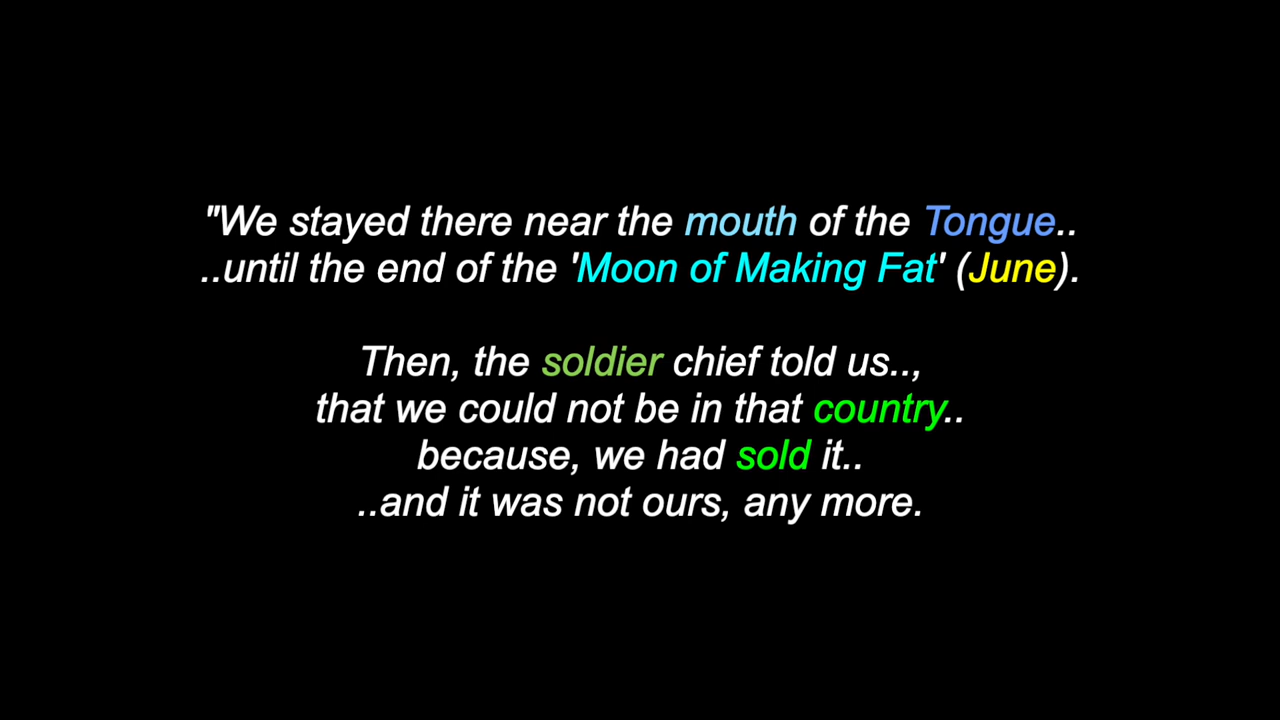 "We stayed there near the mouth of the Tongue..
..until the end of the 'Moon of Making Fat' (June).
Then, the soldier chief told us..,
that we could not be in that country..
because, we had sold it..
..and it was not ours, any more.